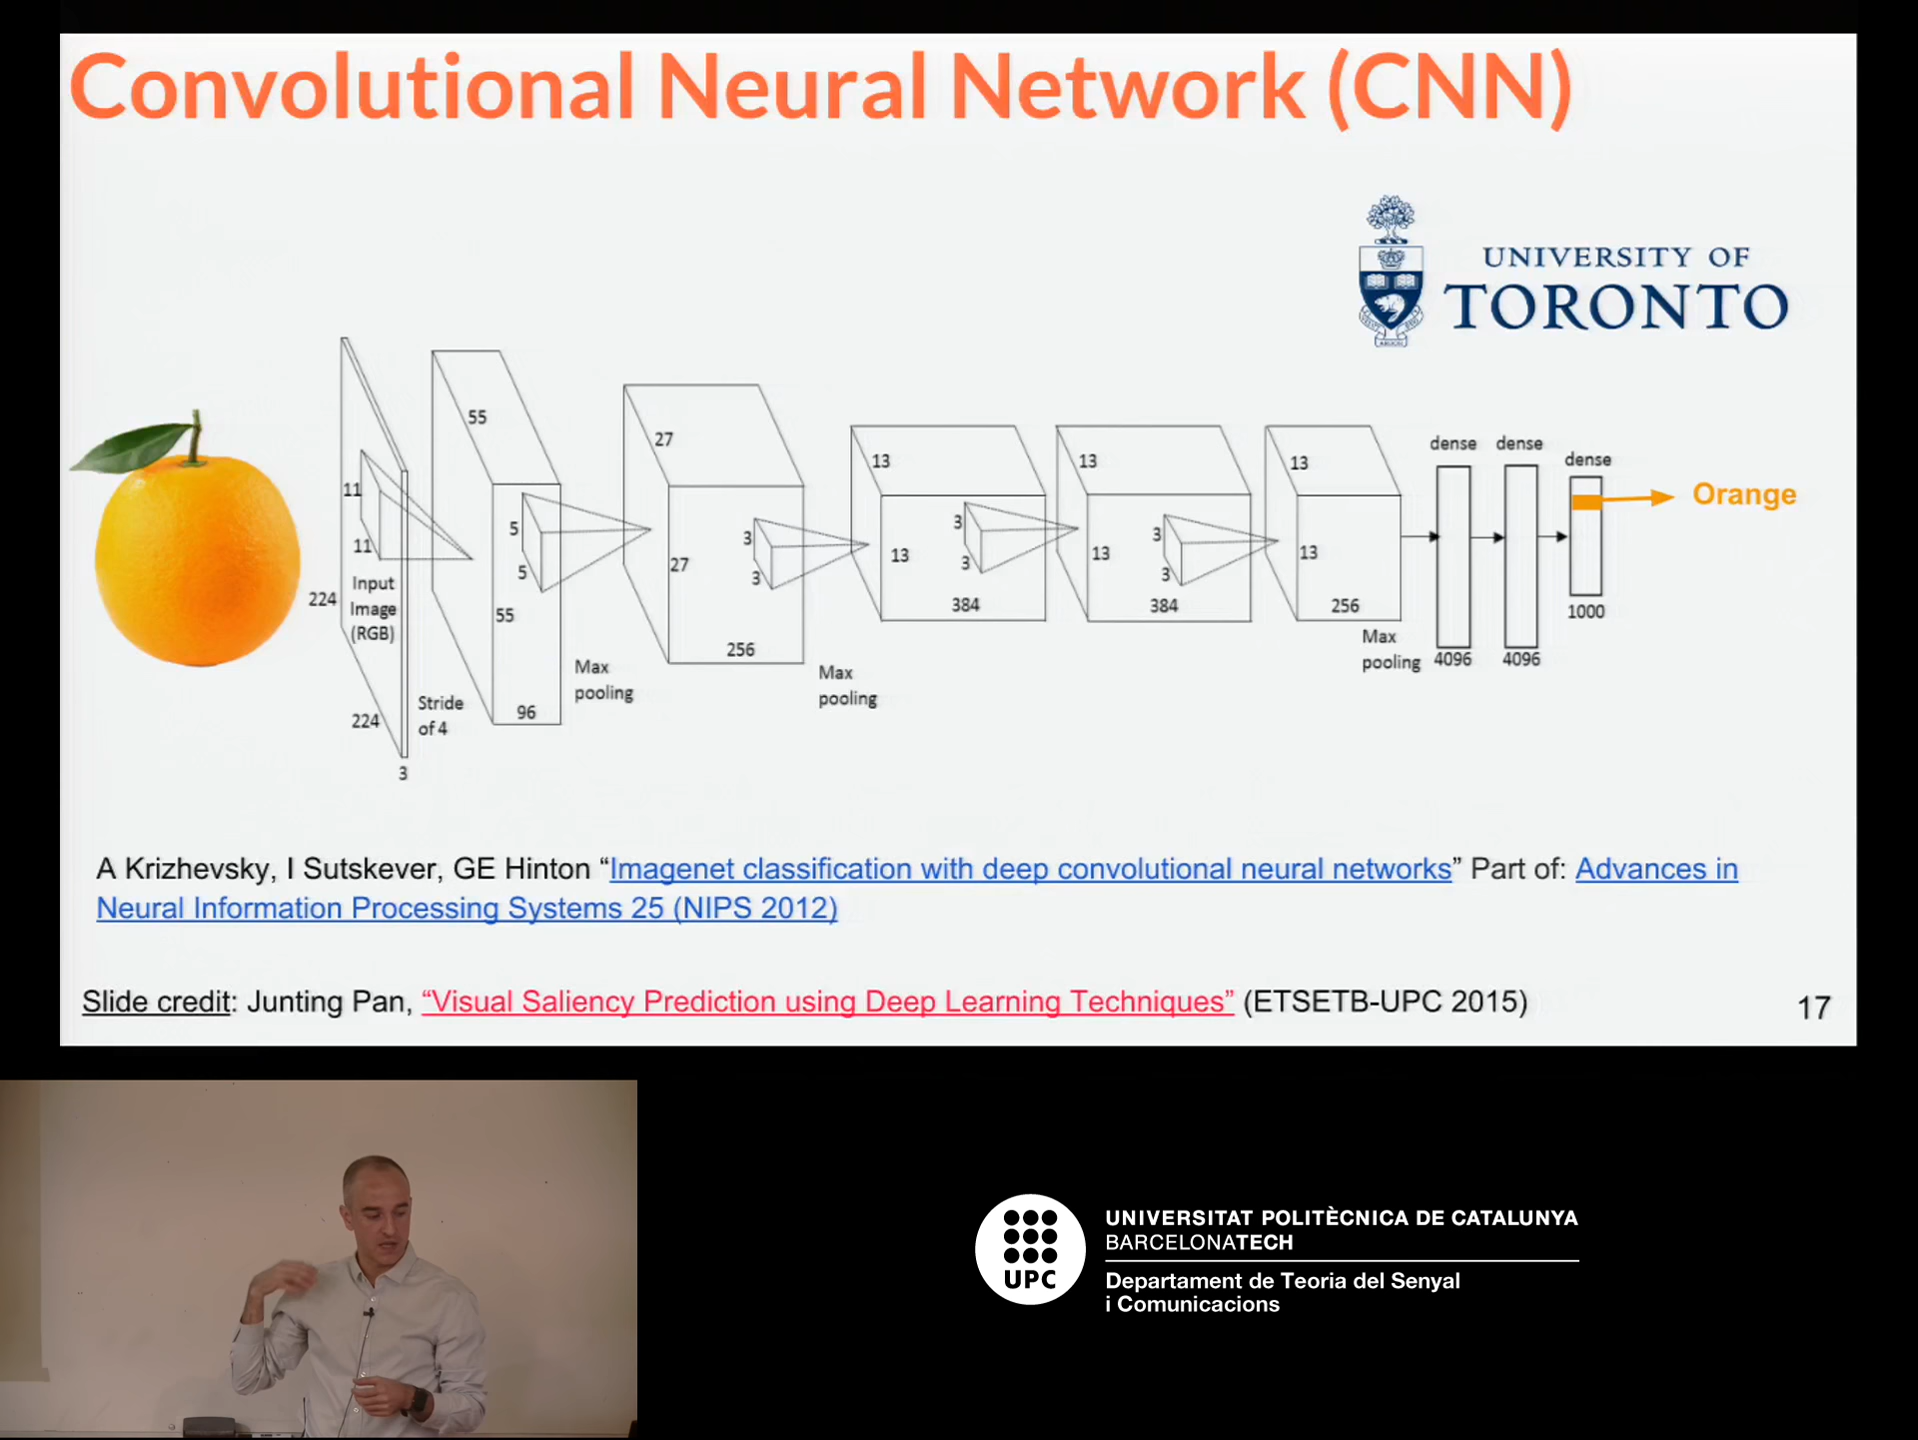 Convolutional Neural Network (CNN)
UNIVERSITY OF
TORONTO
55
27
13
13
13
dense
dense
dense
11
11
5
5
3
3
3
3
3
3
Orange
224
Input
Image
(RGB)
55
27
13
13
13
384
384
256
1000
256
Max
pooling
Max
pooling
Max
pooling
4096
4096
96
224
Stride
of 4
3
A Krizhevsky, I Sutskever, GE Hinton “Imagenet classification with deep convolutional neural networks” Part of: Advances in
Neural Information Processing Systems 25 (NIPS 2012)
Slide credit: Junting Pan, “Visual Saliency Prediction using Deep Learning Techniques” (ETSETB-UPC 2015)
17
UPC
UNIVERSITAT POLITÈCNICA DE CATALUNYA
BARCELONATECH
Departament de Teoria del Senyal
i Comunicacions